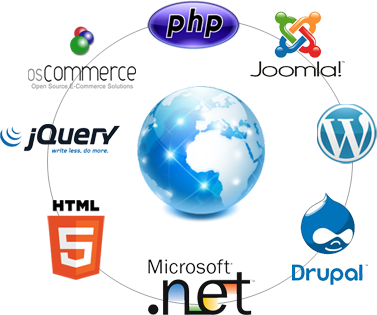 php
Joomla!
osCommerce
Open Source E-Commerce Solutions
jQuery
write less. do more.
W
HTML
5
Drupal
Microsoft
.net